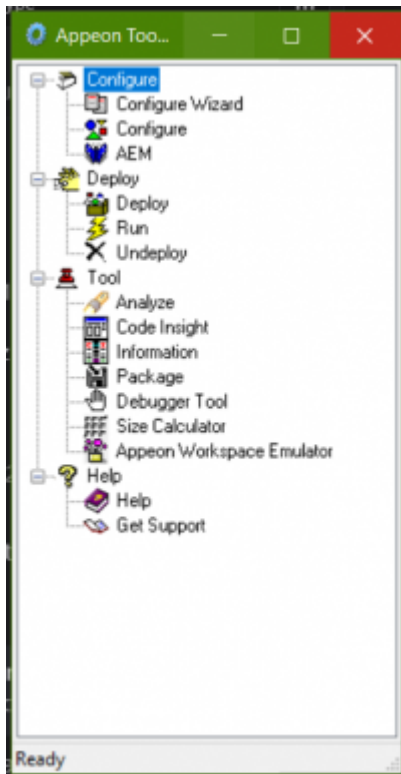 Appeon Too...
Configure
Configure Wizard
Configure
AEM
Deploy
Deploy
Run
Undeploy
Tool
Analyze
Code Insight
Information
Package
Debugger Tool
Size Calculator
Appeon Workspace Emulator
Help
Help
Get Support
Ready